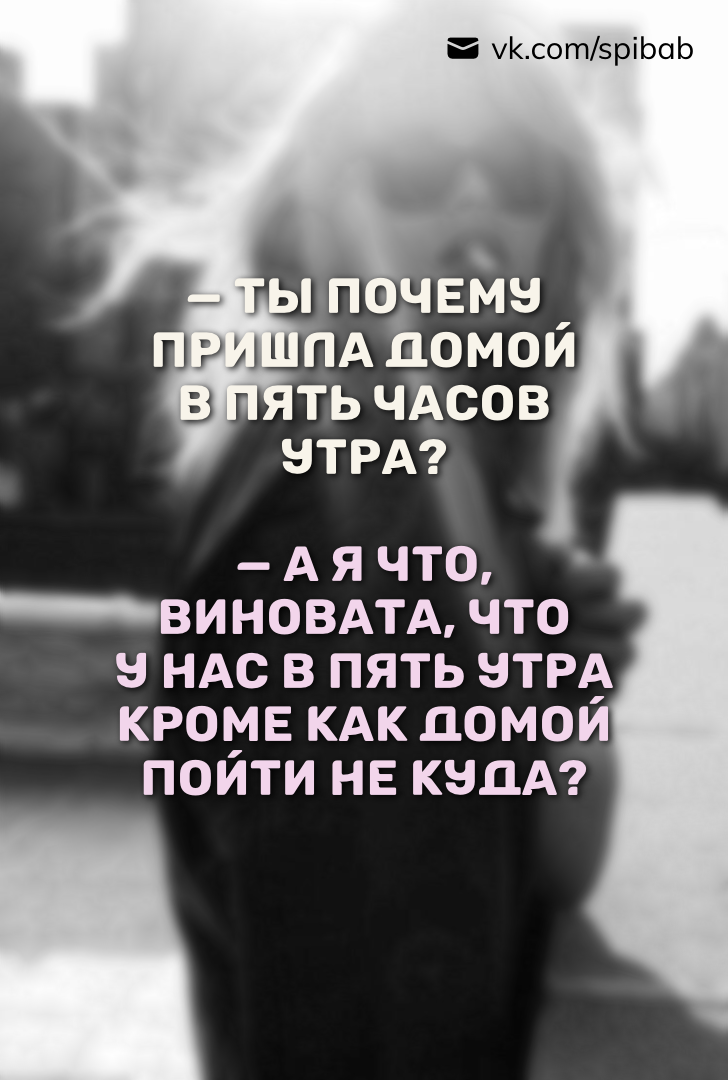 vk.com/spibab
— ТЫ ПОЧЕМУ
ПРИШЛА ДОМОЙ
В ПЯТЬ ЧАСОВ
УТРА?
— А Я ЧТО,
ВИНОВАТА, ЧТО
У НАС В ПЯТЬ УТРА
КРОМЕ КАК ДОМОЙ
ПОЙТИ НЕ КУДА?